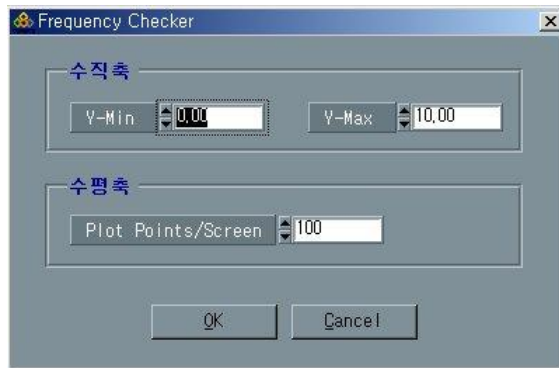 Frequency Checker
수직축
Y-Min 0.00 Y-Max 10.00
수평축
Plot Points/Screen 100
OK Cancel